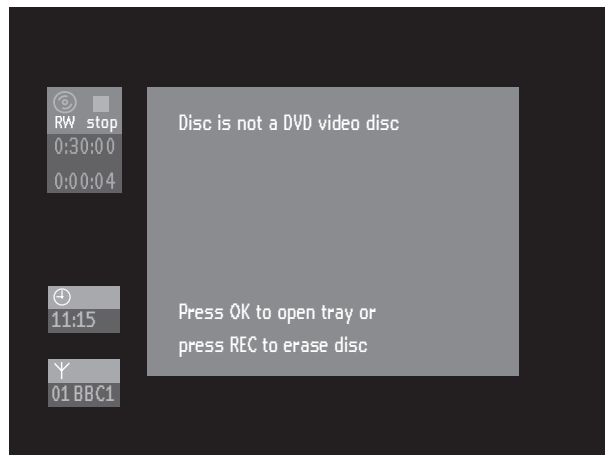 RW stop
0:30:00
0:00:04
Disc is not a DVD video disc
11:15
Press OK to open tray or
press REC to erase disc
01 BBC1